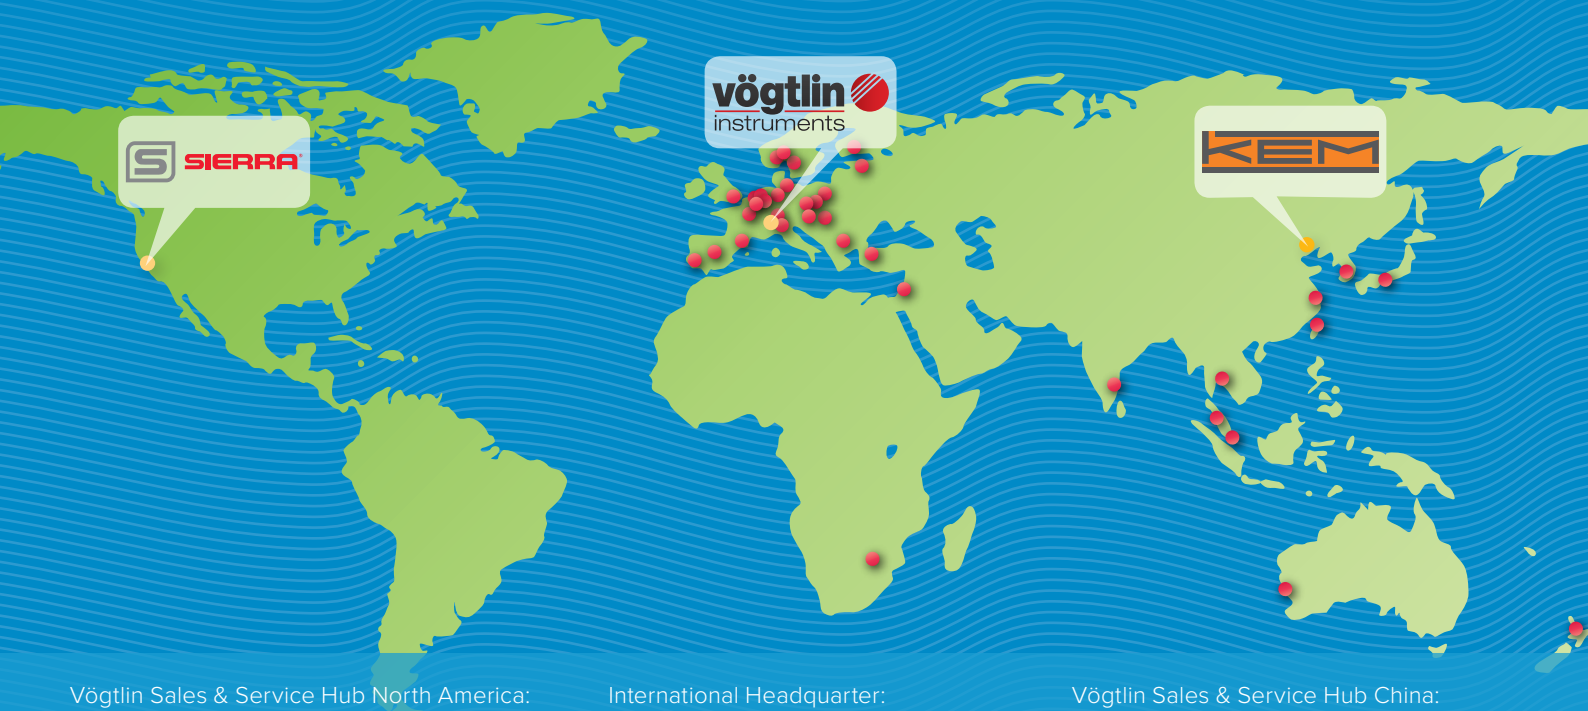 vögtlin
instruments
S SIERRA®
KEM
Vögtlin Sales & Service Hub North America:
International Headquarter:
Vögtlin Sales & Service Hub China: